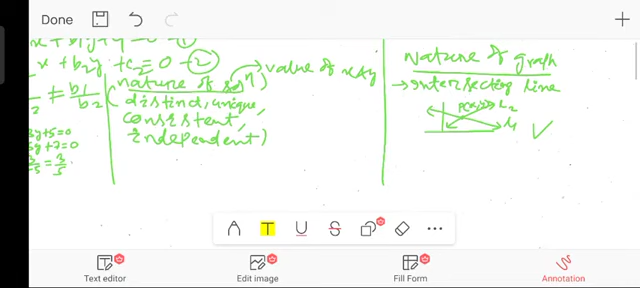 Done
x + b1y + 4 = 0 - 1
x + b2y + c2 = 0 - 2
≠ b1/b2
3y+5=0
5y+7=0
= 3/5
(nature of sol^n)
→ value of x & y
distinct, unique,
consistent,
independent)
Nature of graph
→ Intersecting line
L2
L1
T
U
S
Text editor
Edit image
Fill Form
Annotation